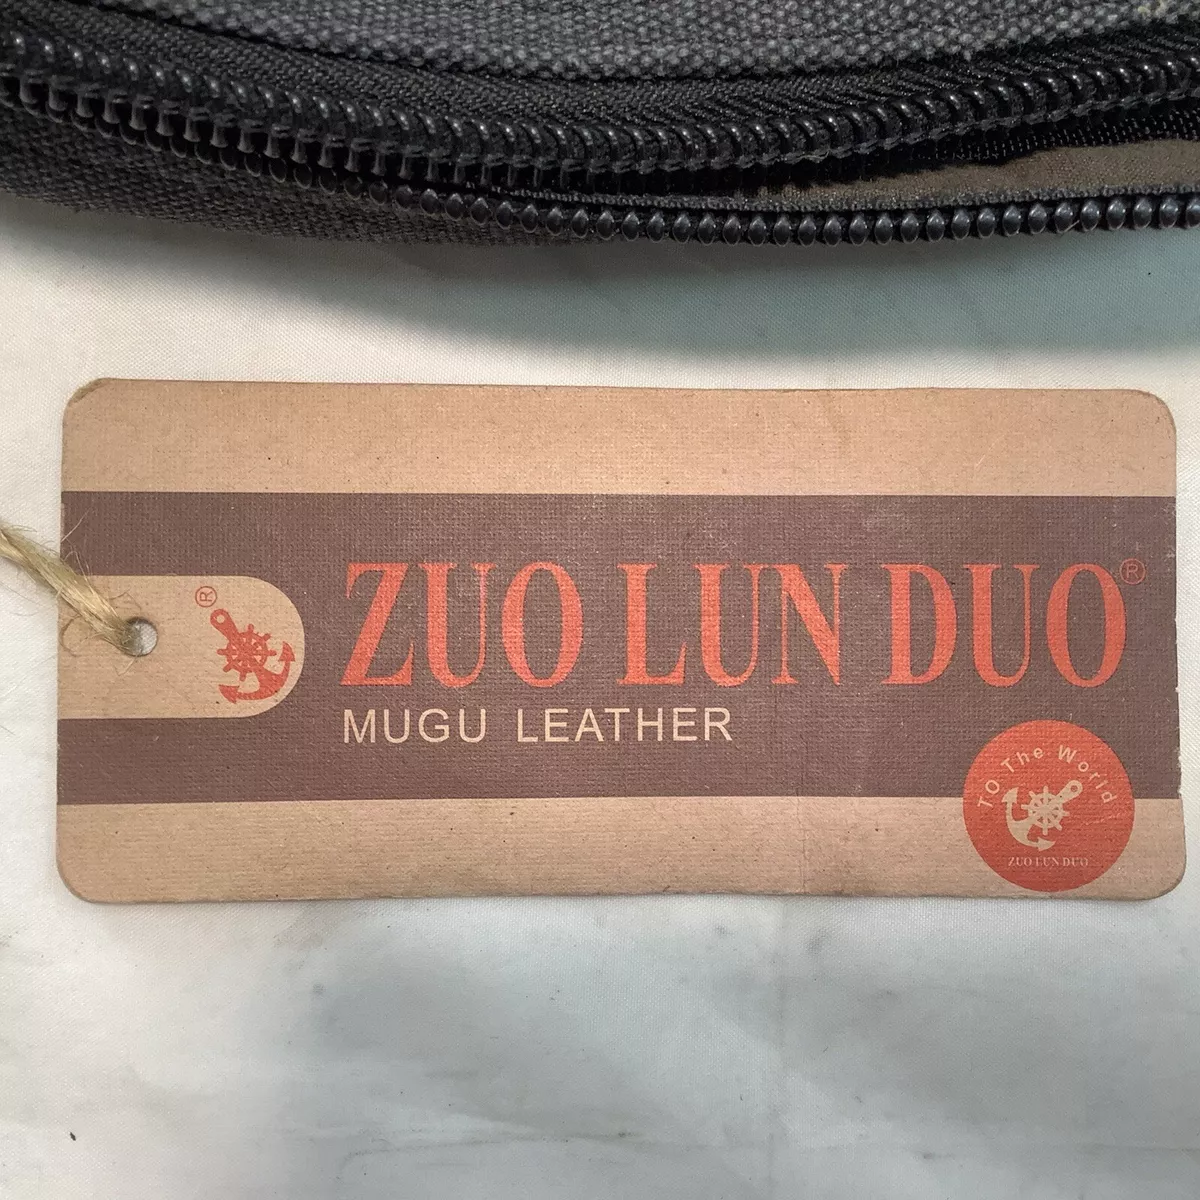 ®
ZUO LUN DUO®
MUGU LEATHER
TO The World
ZUO LUN DUO